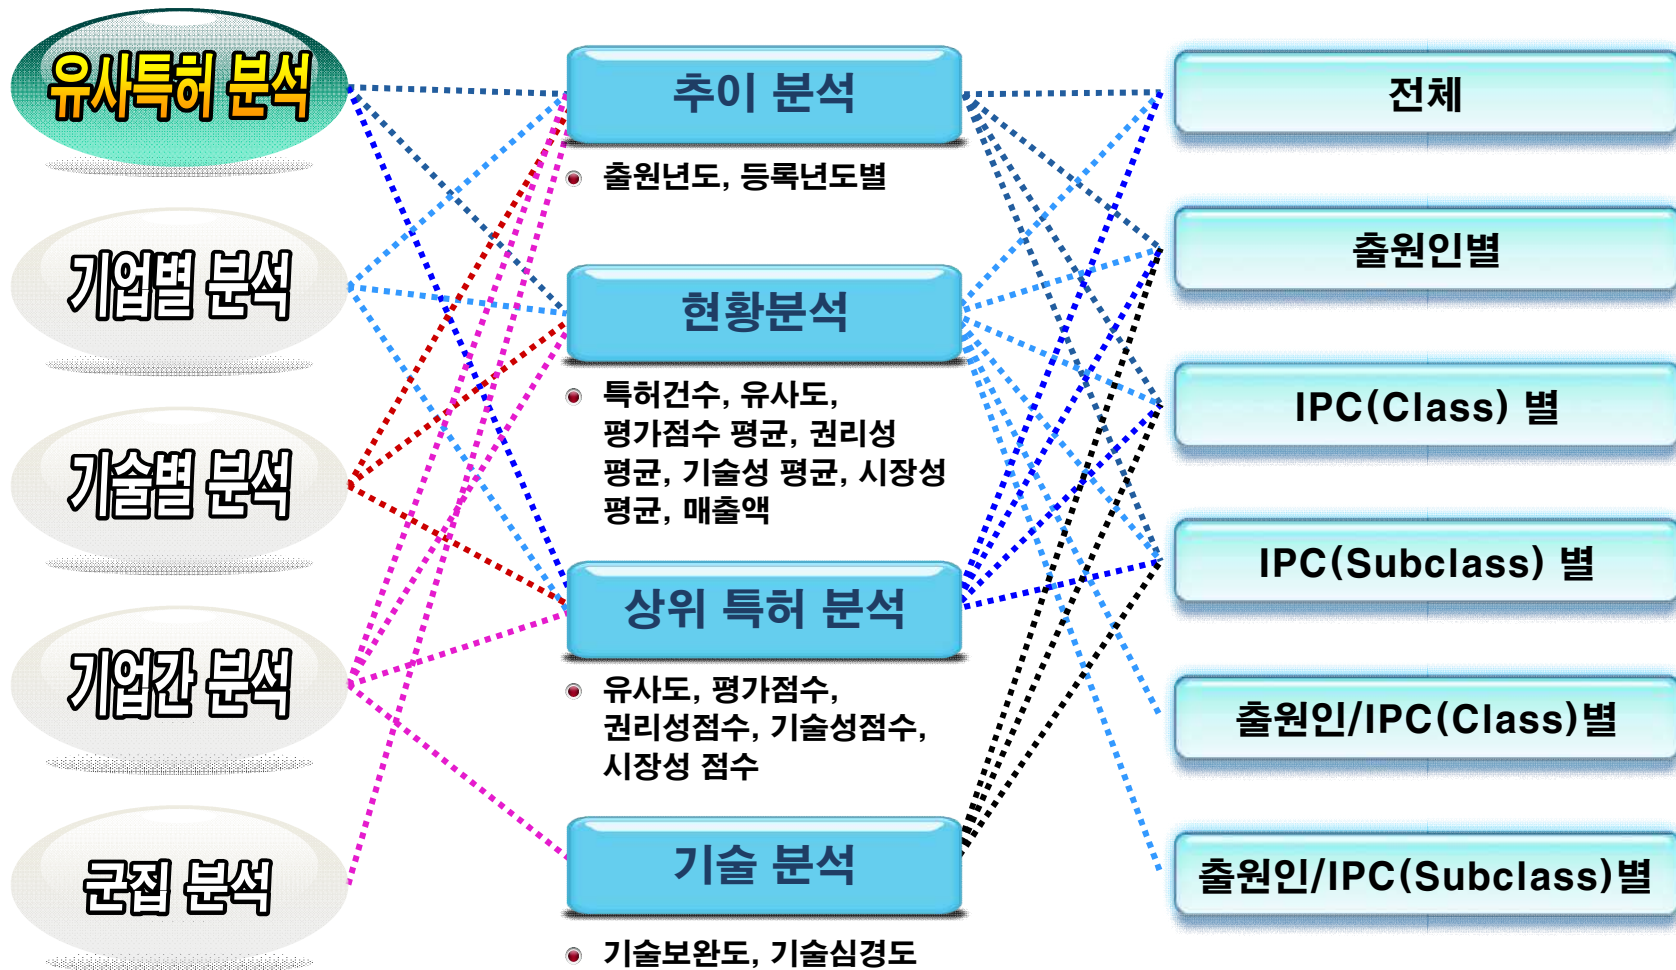 유사특허 분석
기업별 분석
기술별 분석
기업간 분석
군집 분석
추이 분석
출원년도, 등록년도별
현황분석
특허건수, 유사도,
평가점수 평균, 권리성
평균, 기술성 평균, 시장성
평균, 매출액
상위 특허 분석
유사도, 평가점수,
권리성점수, 기술성점수,
시장성 점수
기술 분석
기술보완도, 기술심경도
전체
출원인별
IPC(Class) 별
IPC(Subclass) 별
출원인/IPC(Class)별
출원인/IPC(Subclass)별